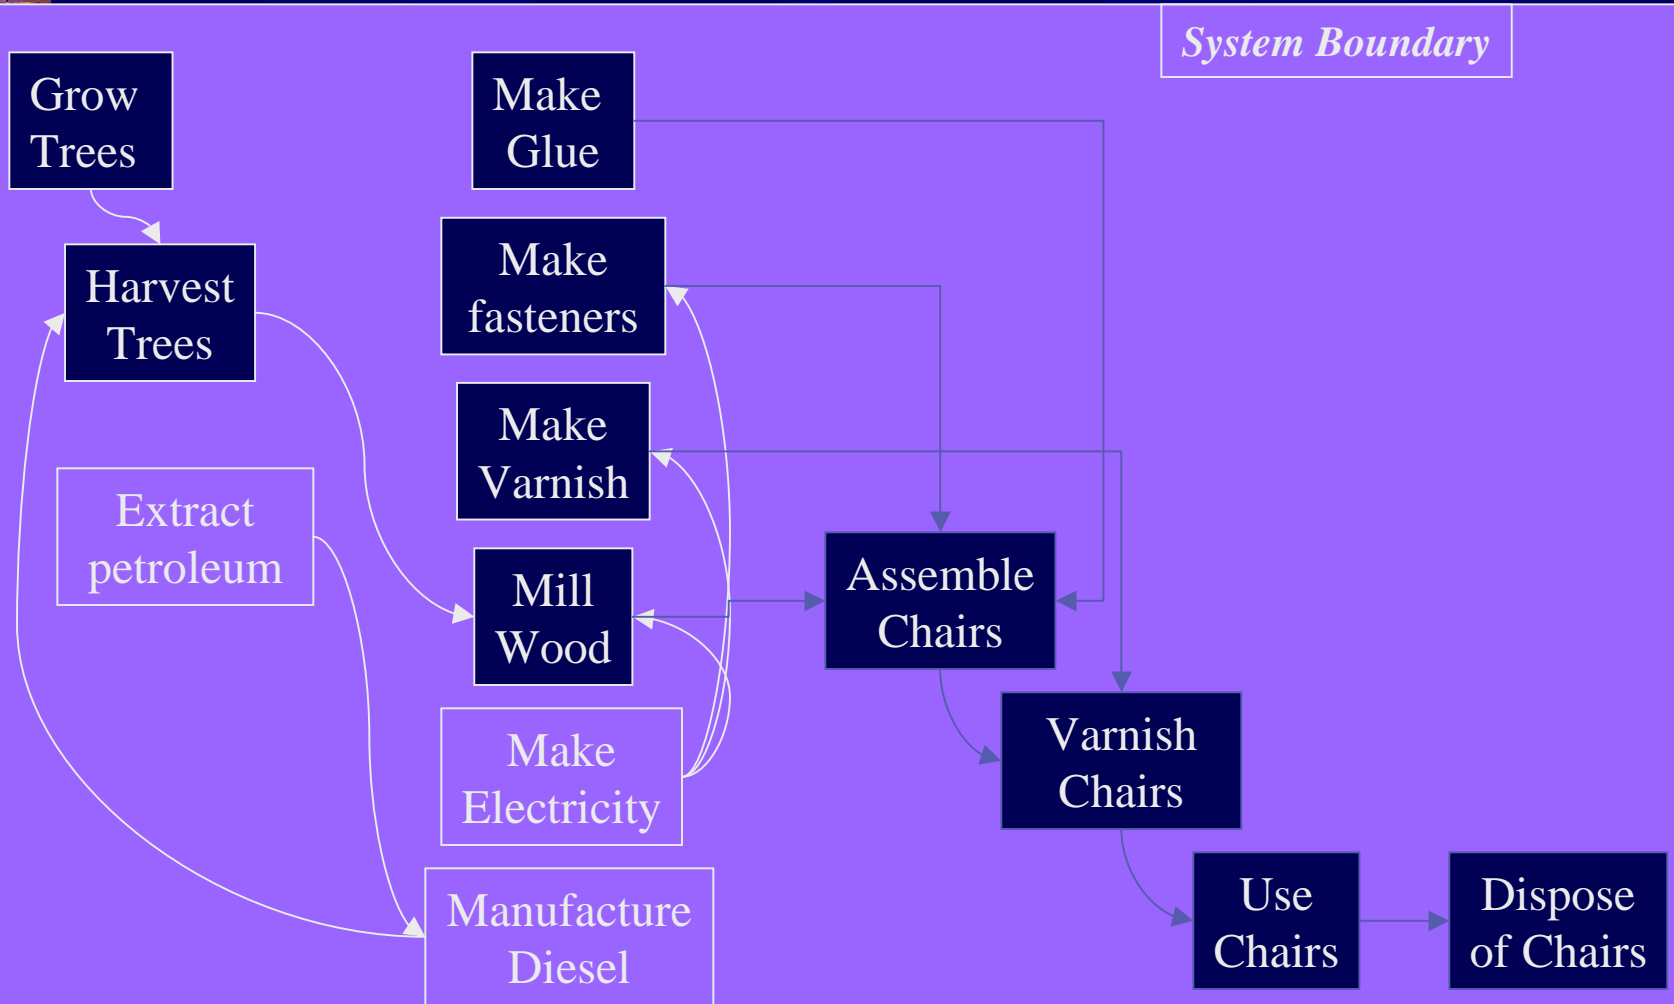 System Boundary
Grow
Trees
Make
Glue
Harvest
Trees
Make
fasteners
Make
Varnish
Extract
petroleum
Mill
Wood
Assemble
Chairs
Make
Electricity
Varnish
Chairs
Manufacture
Diesel
Use
Chairs
Dispose
of Chairs